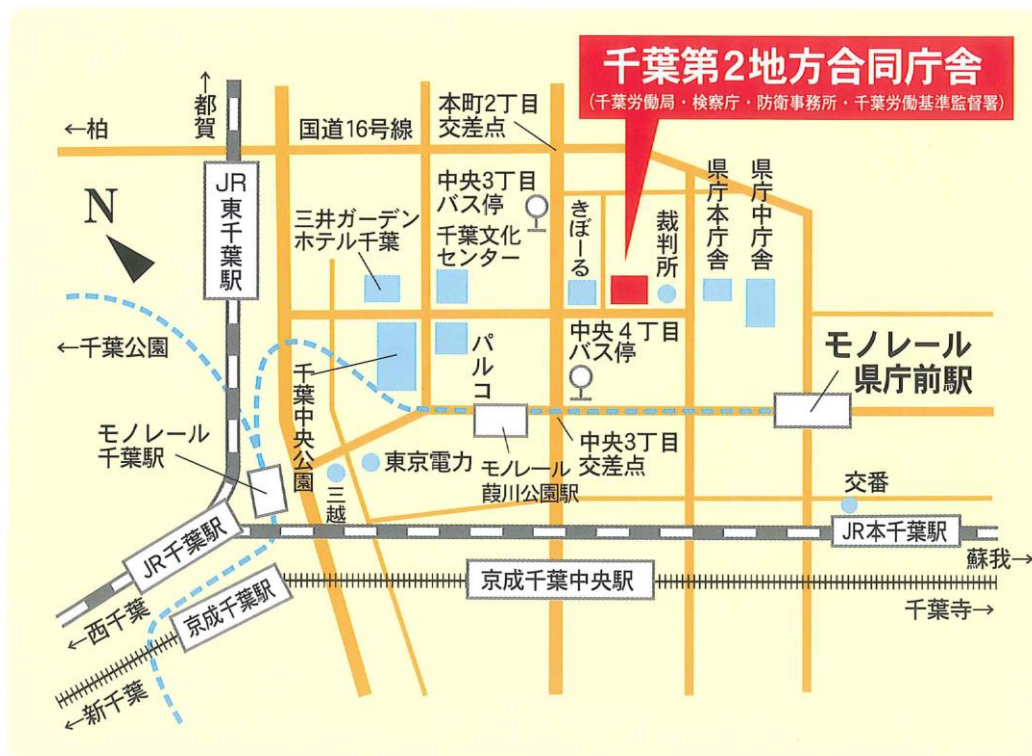 千葉第2地方合同庁舎
(千葉労働局・検察庁・防衛事務所・千葉労働基準監督署)
↑都賀
←柏
国道16号線
本町2丁目
交差点
N
JR
東千葉駅
三井ガーデン
ホテル千葉
中央3丁目
バス停
千葉文化
センター
きぼーる
裁判所
県庁本庁舎
県庁中庁舎
←千葉公園
千葉中央公園
パルコ
中央4丁目
バス停
モノレール
県庁前駅
モノレール
千葉駅
三越
東京電力
モノレール
葭川公園駅
中央3丁目
交差点
交番
JR千葉駅
JR本千葉駅
蘇我→
←西千葉
京成千葉駅
京成千葉中央駅
千葉寺→
←新千葉